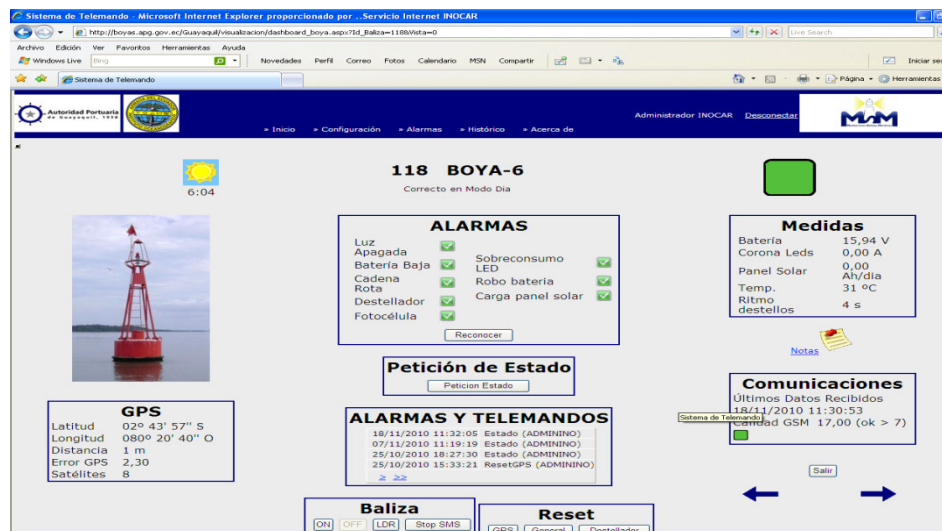 Sistema de Telemando - Microsoft Internet Explorer proporcionado por ..Servicio Internet INOCAR
http://boyas.apg.gov.ec/Guayaquil/visualizacion/dashboard_boya.aspx?Id_Baliza=118&Vista=0
Live Search
Archivo Edición Ver Favoritos Herramientas Ayuda
Windows Live Bing Novedades Perfil Correo Fotos Calendario MSN Compartir Iniciar ses
Sistema de Telemando Página Herramientas
Autoridad Portuaria
de Guayaquil, 1958
» Inicio » Configuración » Alarmas » Histórico » Acerca de
Administrador INOCAR Desconectar
MSM
6:04
118 BOYA-6
Correcto en Modo Dia
ALARMAS
Luz Apagada
Batería Baja
Cadena Rota
Destellador
Fotocélula
Sobreconsumo LED
Robo batería
Carga panel solar
Reconocer
Petición de Estado
Peticion Estado
ALARMAS Y TELEMANDOS
18/11/2010 11:32:05 Estado (ADMININO)
07/11/2010 11:19:19 Estado (ADMININO)
25/10/2010 18:27:30 Estado (ADMININO)
25/10/2010 15:33:21 ResetGPS (ADMININO)
> >>
Baliza
ON OFF LDR Stop SMS
Reset
GPS General Destellador
GPS
Latitud 02º 43' 57" S
Longitud 080º 20' 40" O
Distancia 1 m
Error GPS 2,30
Satélites 8
Medidas
Batería 15,94 V
Corona Leds 0,00 A
Panel Solar 0,00 Ah/dia
Temp. 31 ºC
Ritmo destellos 4 s
Notas
Comunicaciones
Últimos Datos Recibidos
18/11/2010 11:30:53
Sistema de Telemando
Calidad GSM 17,00 (ok > 7)
Salir